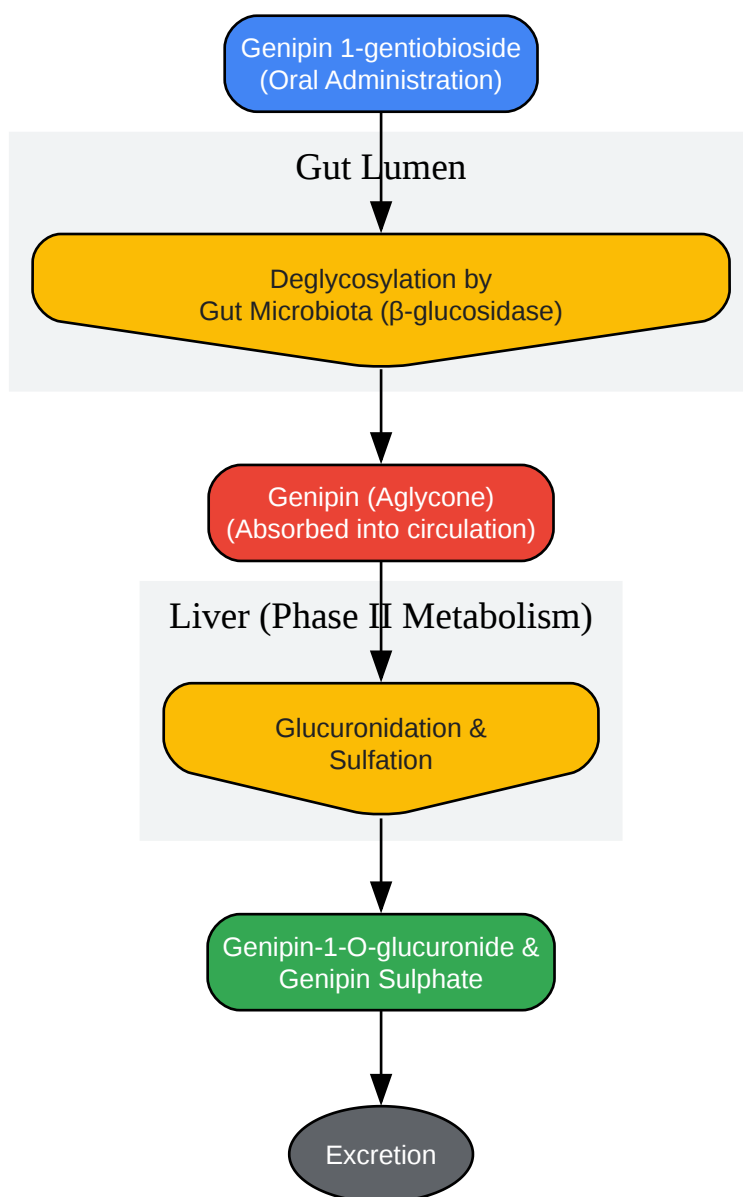 Genipin 1-gentiobioside
(Oral Administration)
Gut Lumen
Deglycosylation by
Gut Microbiota (β-glucosidase)
Genipin (Aglycone)
(Absorbed into circulation)
Liver (Phase II Metabolism)
Glucuronidation &
Sulfation
Genipin-1-O-glucuronide &
Genipin Sulphate
Excretion